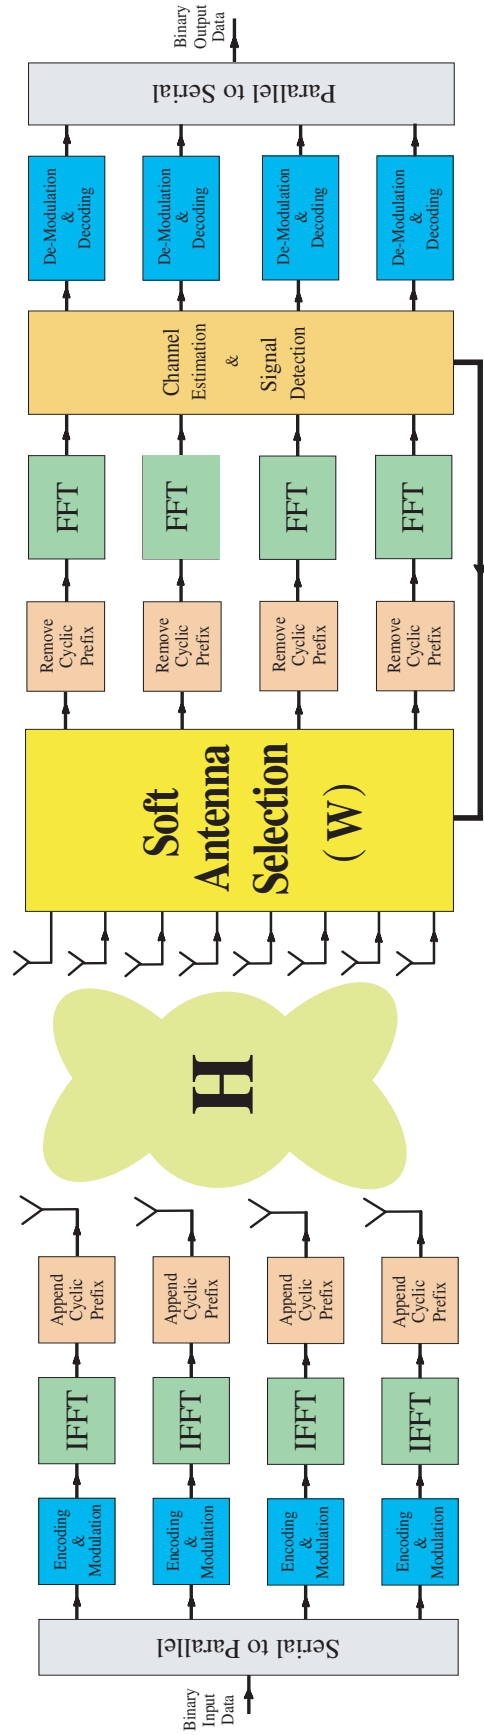 Binary
Input
Data
Serial to Parallel
Encoding
&
Modulation
Encoding
&
Modulation
Encoding
&
Modulation
Encoding
&
Modulation
IFFT
IFFT
IFFT
IFFT
Append
Cyclic
Prefix
Append
Cyclic
Prefix
Append
Cyclic
Prefix
Append
Cyclic
Prefix
H
Soft
Antenna
Selection
( W )
Remove
Cyclic
Prefix
Remove
Cyclic
Prefix
Remove
Cyclic
Prefix
Remove
Cyclic
Prefix
FFT
FFT
FFT
FFT
Channel
Estimation
&
Signal
Detection
De-Modulation
&
Decoding
De-Modulation
&
Decoding
De-Modulation
&
Decoding
De-Modulation
&
Decoding
Parallel to Serial
Binary
Output
Data